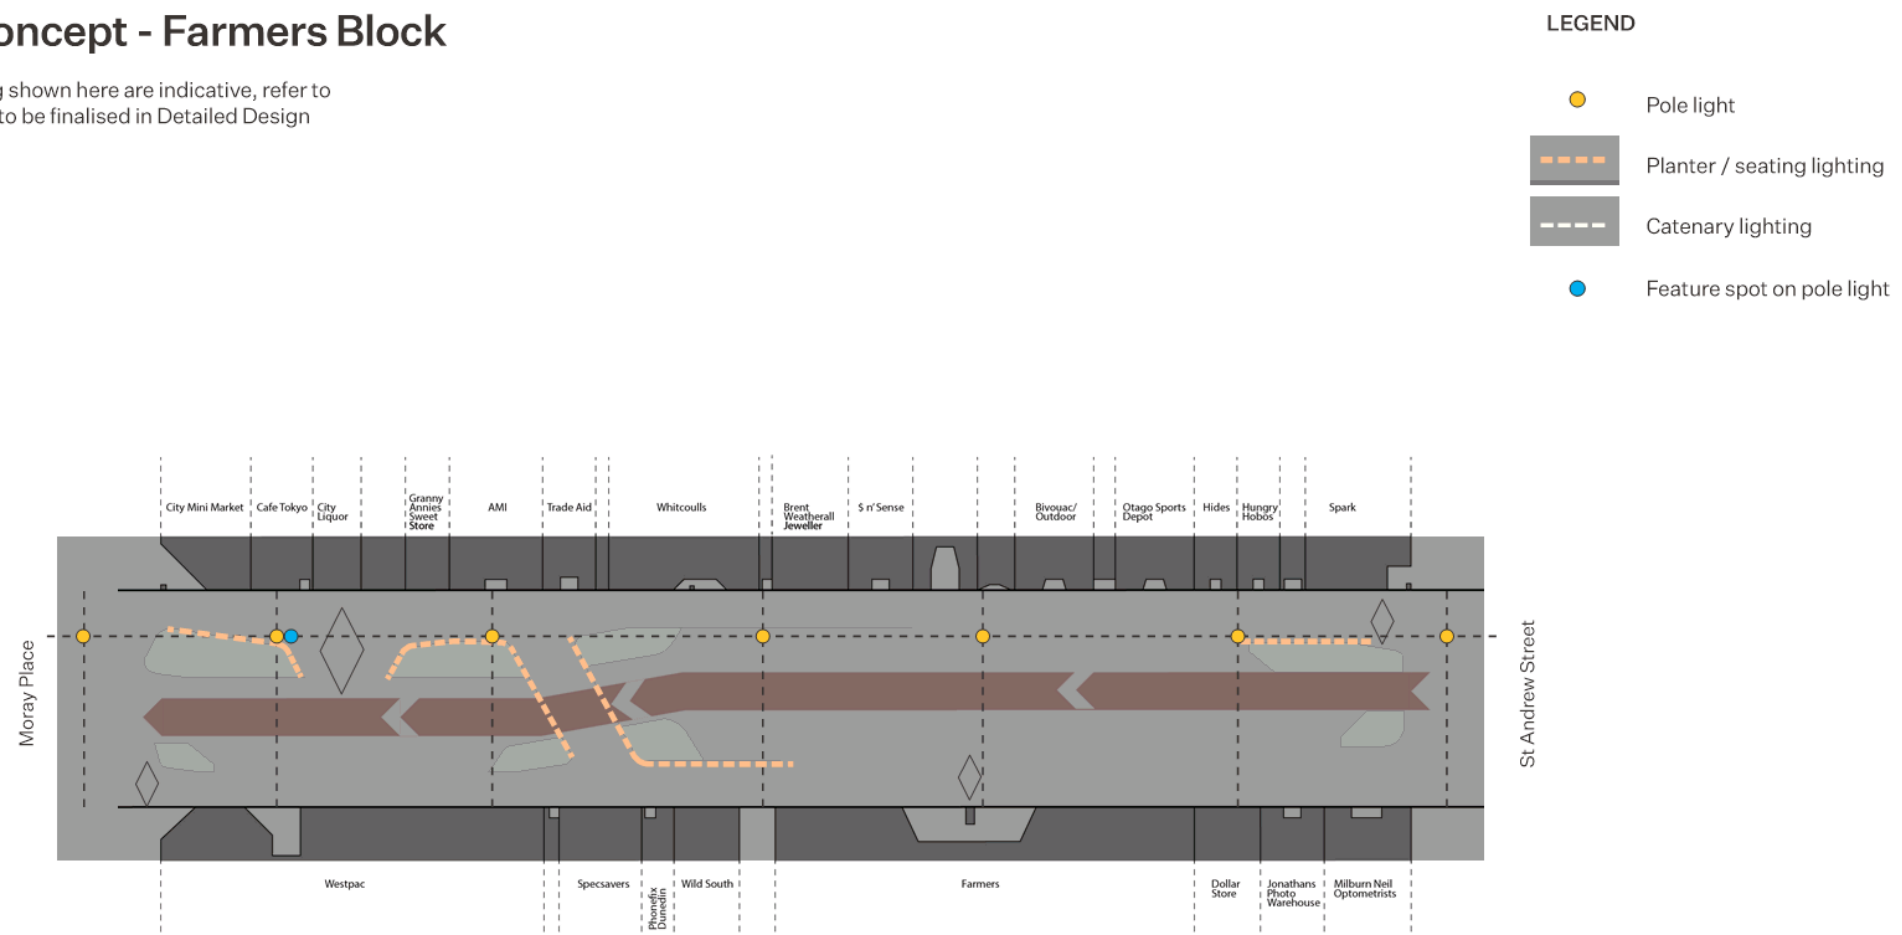 oncept - Farmers Block
g shown here are indicative, refer to
to be finalised in Detailed Design
LEGEND
Pole light
Planter / seating lighting
Catenary lighting
Feature spot on pole light
City Mini Market
Cafe Tokyo
City
Liquor
Granny
Annies
Sweet
Store
AMI
Trade Aid
Whitcoulls
Brent
Weatherall
Jeweller
$ n' Sense
Bivouac/
Outdoor
Otago Sports
Depot
Hides
Hungry
Hobos
Spark
Moray Place
St Andrew Street
Westpac
Specsavers
Phonefix
Dunedin
Wild South
Farmers
Dollar
Store
Jonathans
Photo
Warehouse
Milburn Neil
Optometrists